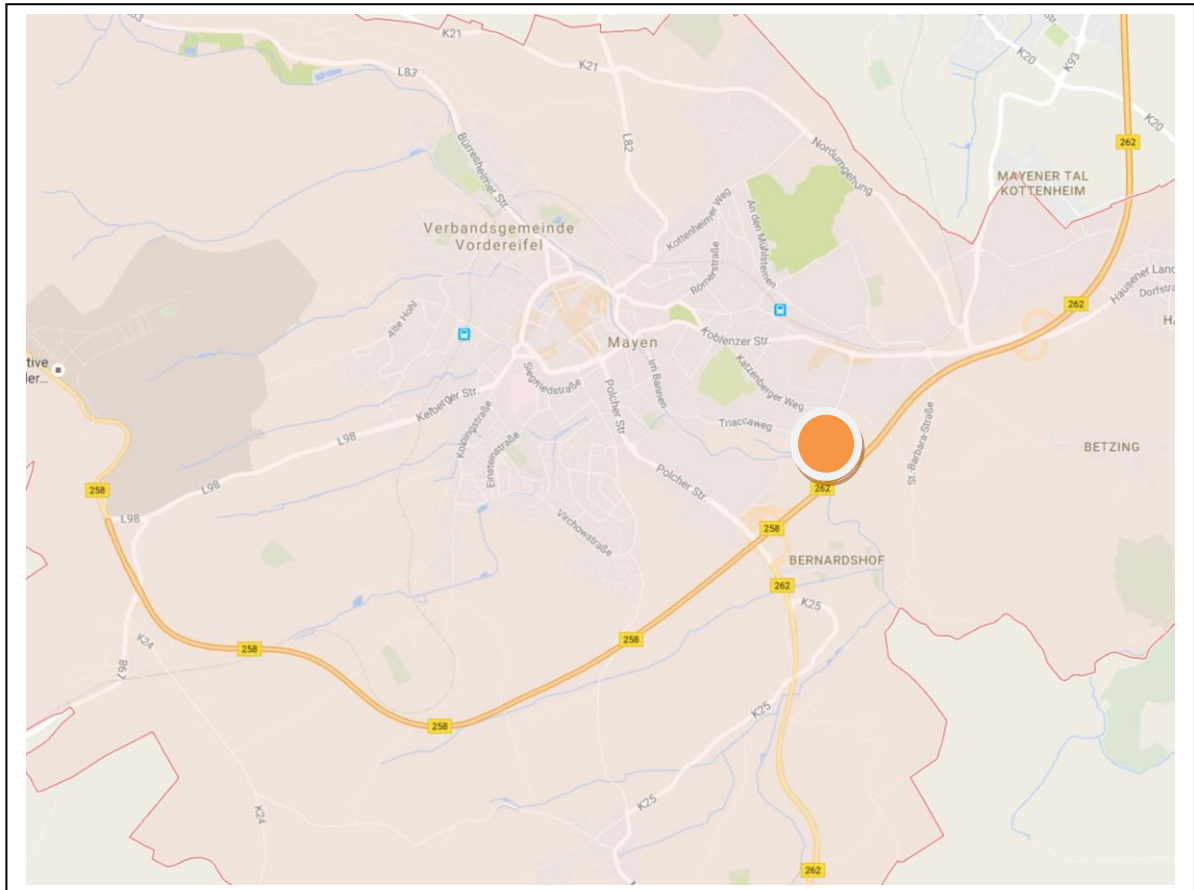 K21
L83
K21
L82
Bürresheimer Str.
Nordumgehung
K20
K93
K20
262
MAYENER TAL
KOTTENHEIM
Verbandsgemeinde
Vordereifel
Kottenheimer Weg
An den Mühlsteinen
Römerstraße
Alte Hohl
262
Hausener Land
Dorfstra
Mayen
Koblenzer Str.
Im Bannen
Katzenberger Weg
Siegfriedstraße
Polcher Str.
Kelberger Str.
Triaccaweg
St. Barbara-Straße
BETZING
L98
Kolpingstraße
Einsteinstraße
Polcher Str.
258
L98
L98
262
Virchowstraße
258
BERNARDSHOF
262
K25
258
258
K24
867
258
K25
K25
K24
262